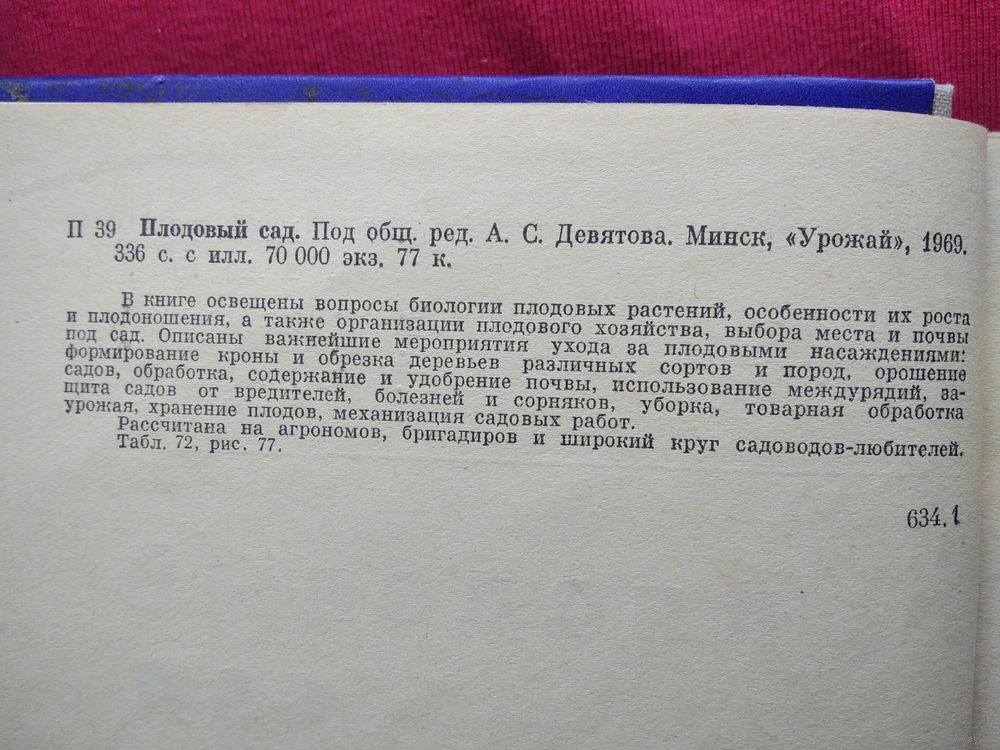 П 39 Плодовый сад. Под общ. ред. А. С. Девятова. Минск, «Урожай», 1969.
336 с. с илл. 70 000 экз. 77 к.
В книге освещены вопросы биологии плодовых растений, особенности их роста
и плодоношения, а также организации плодового хозяйства, выбора места и почвы
под сад. Описаны важнейшие мероприятия ухода за плодовыми насаждениями:
формирование кроны и обрезка деревьев различных сортов и пород, орошение
садов, обработка, содержание и удобрение почвы, использование междурядий, за-
щита садов от вредителей, болезней и сорняков, уборка, товарная обработка
урожая, хранение плодов, механизация садовых работ.
Рассчитана на агрономов, бригадиров и широкий круг садоводов-любителей.
Табл. 72, рис. 77.
634.1